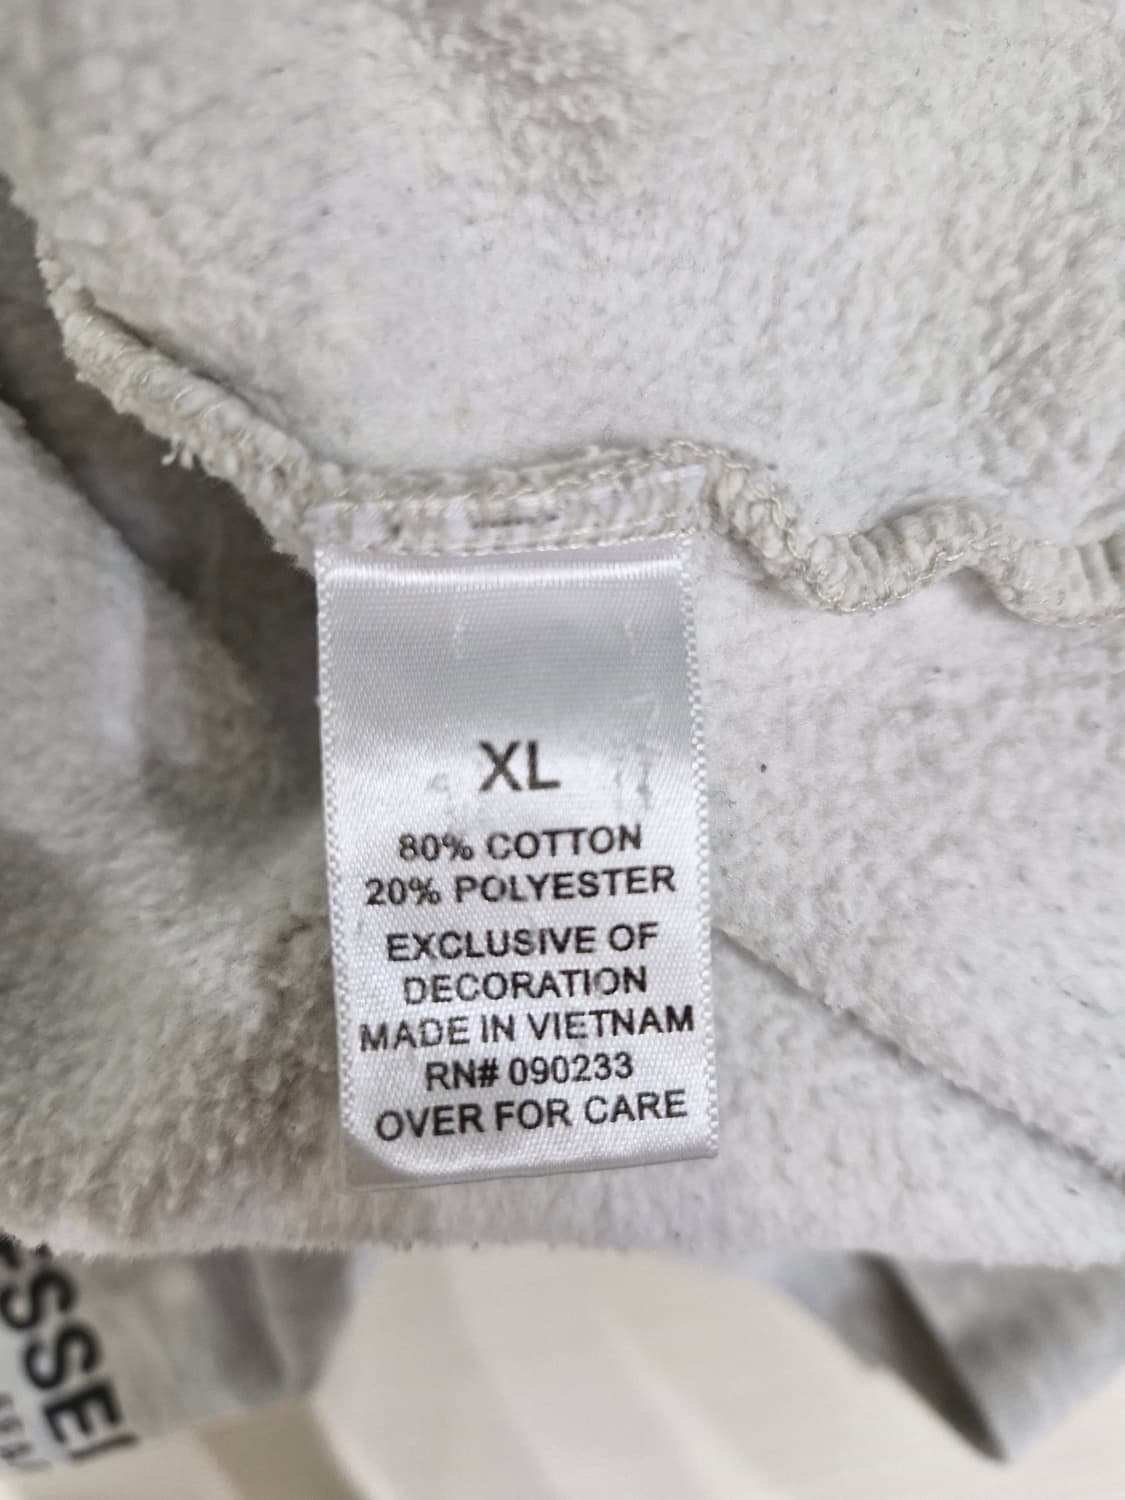 XL
80% COTTON
20% POLYESTER
EXCLUSIVE OF
DECORATION
MADE IN VIETNAM
RN# 090233
OVER FOR CARE